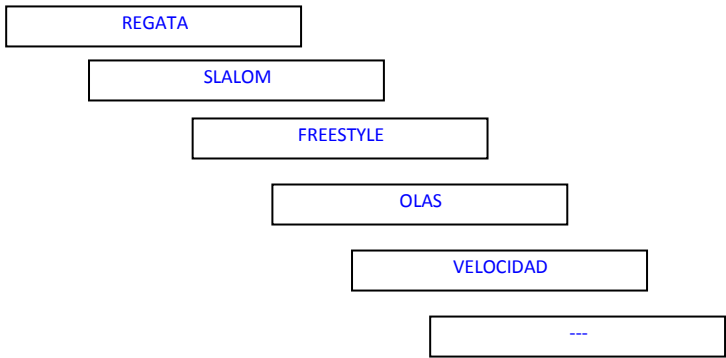 REGATA
SLALOM
FREESTYLE
OLAS
VELOCIDAD
---